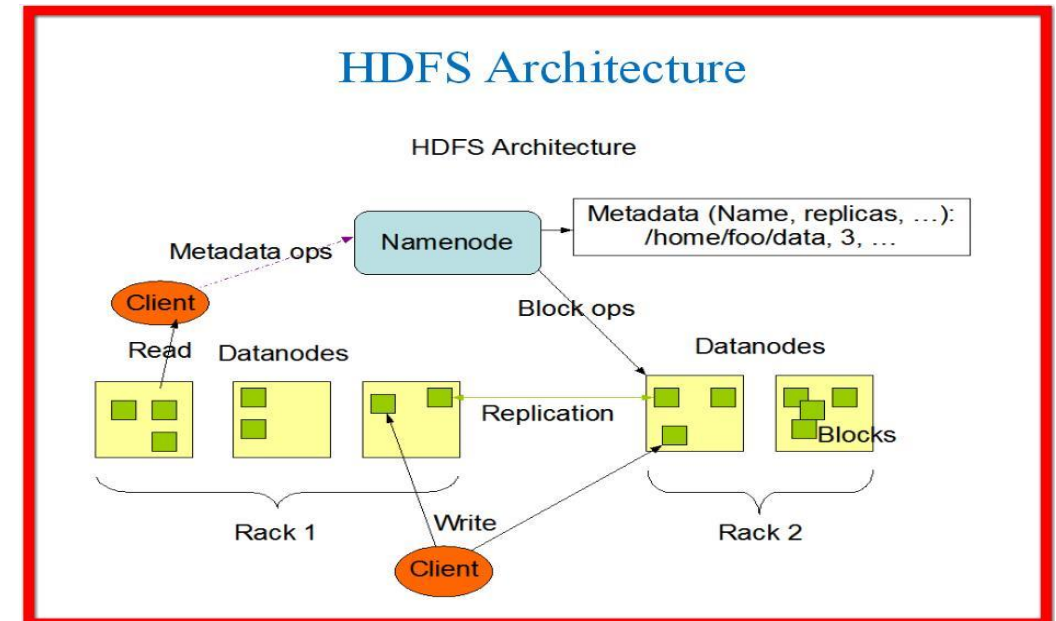 HDFS Architecture
HDFS Architecture
Metadata (Name, replicas, …):
/home/foo/data, 3, …
Namenode
Metadata ops
Client
Block ops
Read
Datanodes
Datanodes
Replication
Blocks
Rack 1
Write
Rack 2
Client